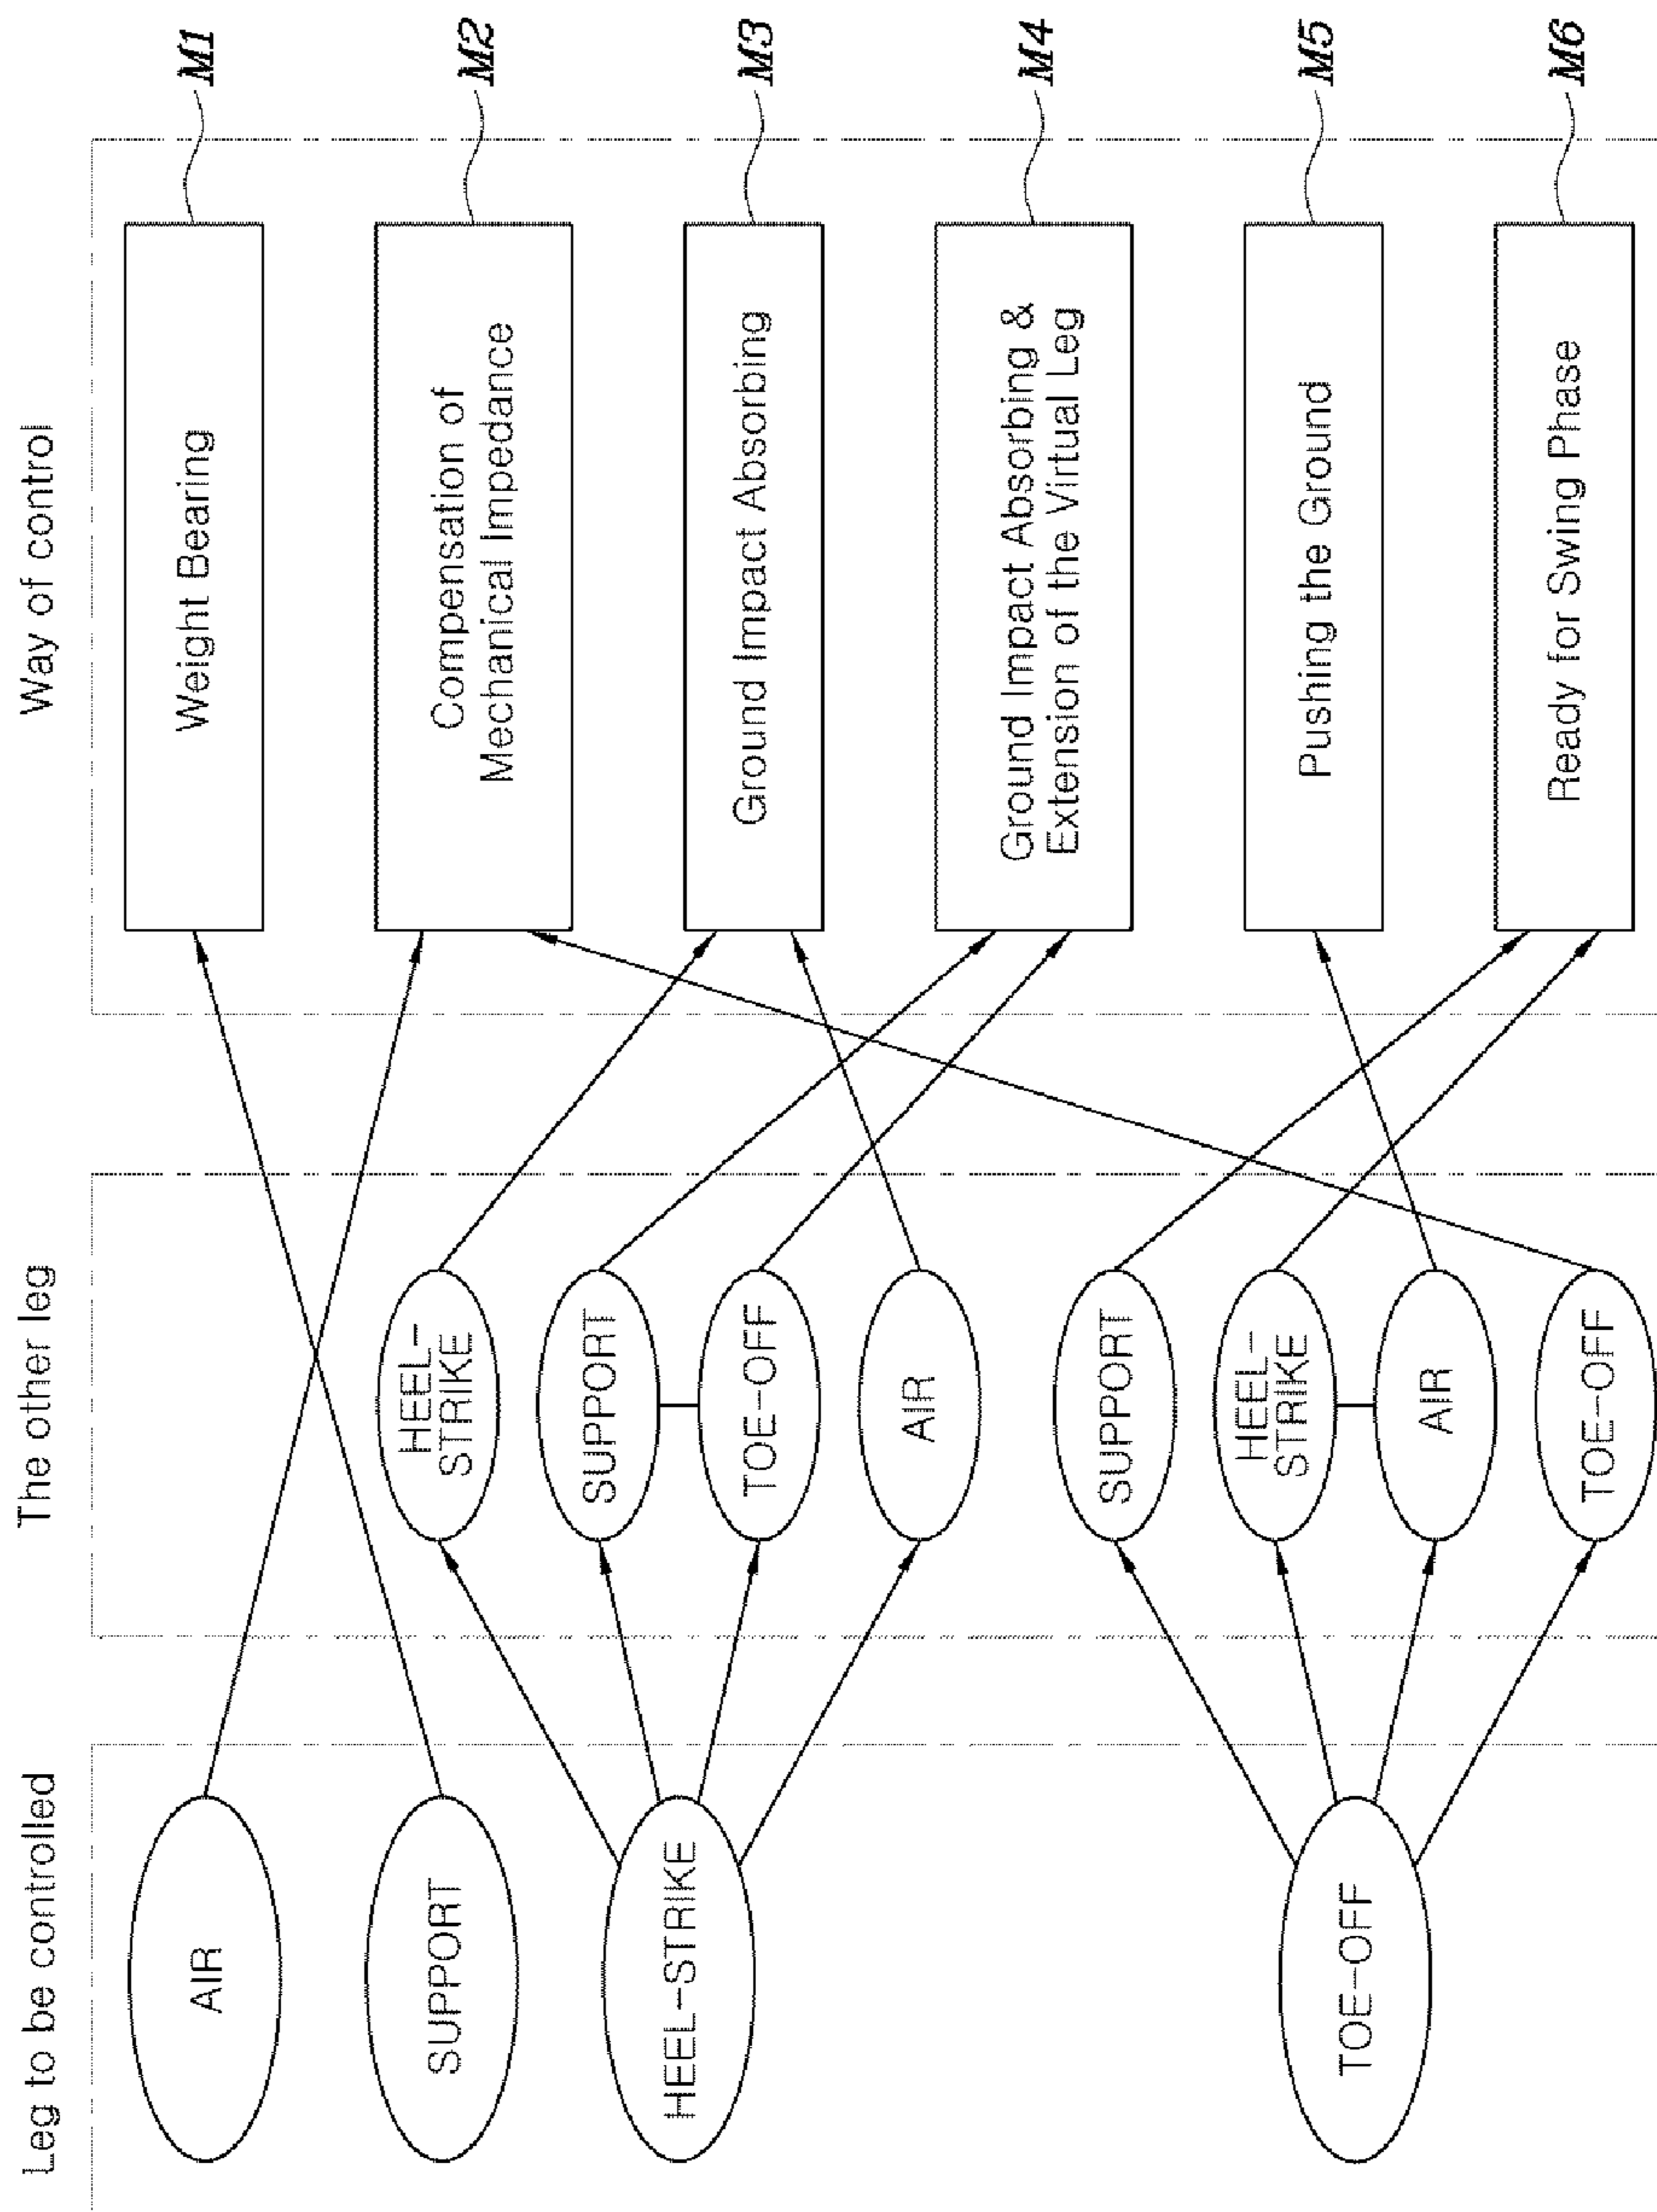 Leg to be controlled
The other leg
Way of control
AIR
SUPPORT
HEEL-STRIKE
TOE-OFF
HEEL-
STRIKE
SUPPORT
TOE-OFF
AIR
SUPPORT
HEEL-
STRIKE
AIR
TOE-OFF
Weight Bearing
M1
Compensation of
Mechanical Impedance
M2
Ground Impact Absorbing
M3
Ground Impact Absorbing &
Extension of the Virtual Leg
M4
Pushing the Ground
M5
Ready for Swing Phase
M6